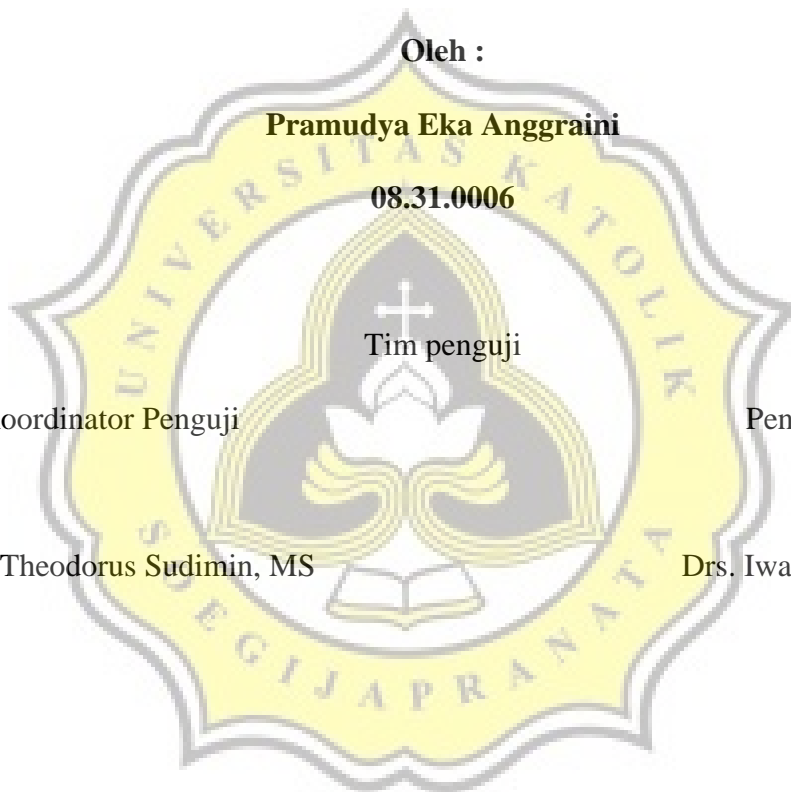 Oleh :
Pramudya Eka Anggraini
08.31.0006
Tim penguji
oordinator Penguji Pen
Theodorus Sudimin, MS Drs. Iwa
UNIVERSITAS KATOLIK
SOEGIJAPRANATA